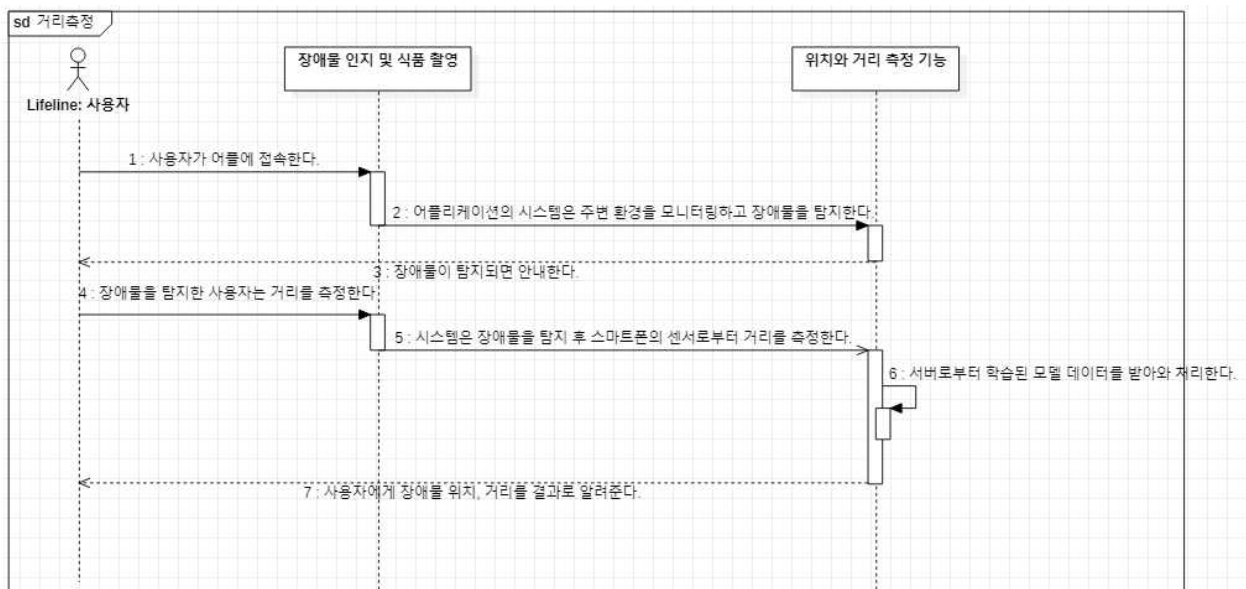 sd 거리측정
Lifeline: 사용자
장애물 인지 및 식품 촬영
위치와 거리 측정 기능
1 : 사용자가 어플에 접속한다.
2 : 어플리케이션의 시스템은 주변 환경을 모니터링하고 장애물을 탐지한다.
3 : 장애물이 탐지되면 안내한다.
4 : 장애물을 탐지한 사용자는 거리를 측정한다
5 : 시스템은 장애물을 탐지 후 스마트폰의 센서로부터 거리를 측정한다.
6 : 서버로부터 학습된 모델 데이터를 받아와 처리한다.
7 : 사용자에게 장애물 위치, 거리를 결과로 알려준다.